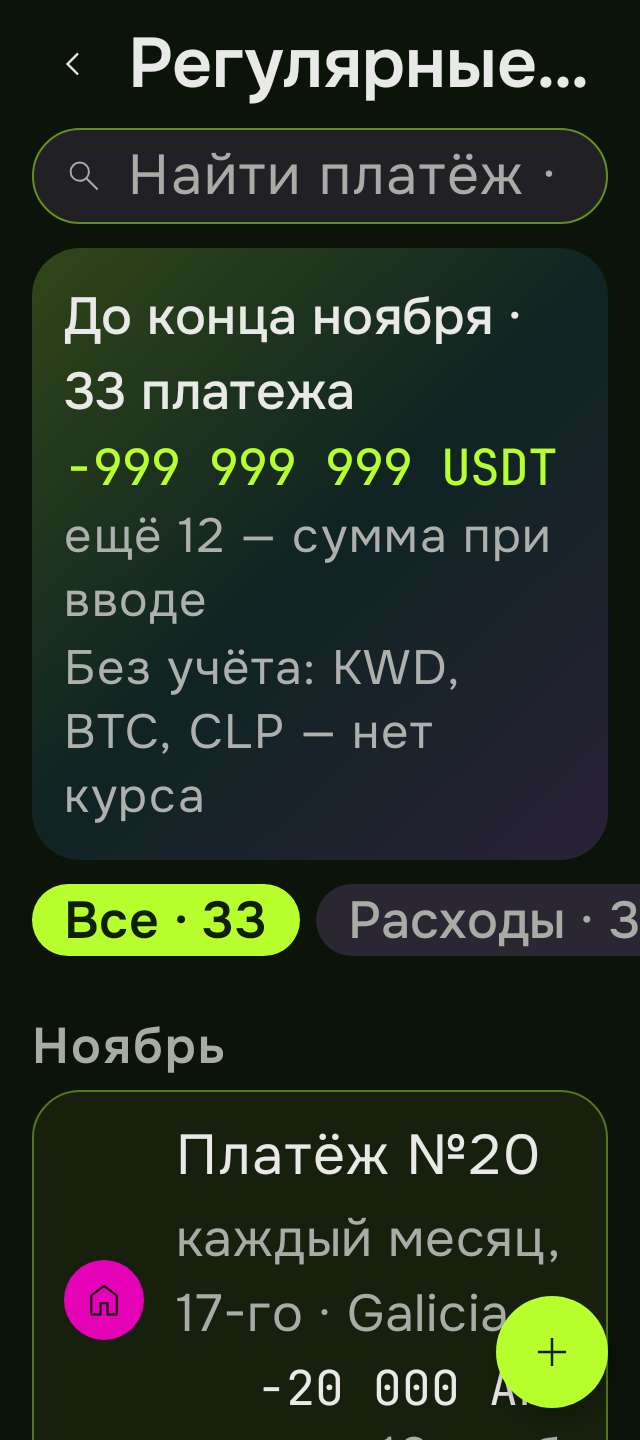 Регулярные…
Найти платёж ·
До конца ноября ·
33 платежа
-999 999 999 USDT
ещё 12 — сумма при
вводе
Без учёта: KWD,
BTC, CLP — нет
курса
Все · 33
Расходы · 3
Ноябрь
Платёж №20
каждый месяц,
17-го · Galicia
-20 000